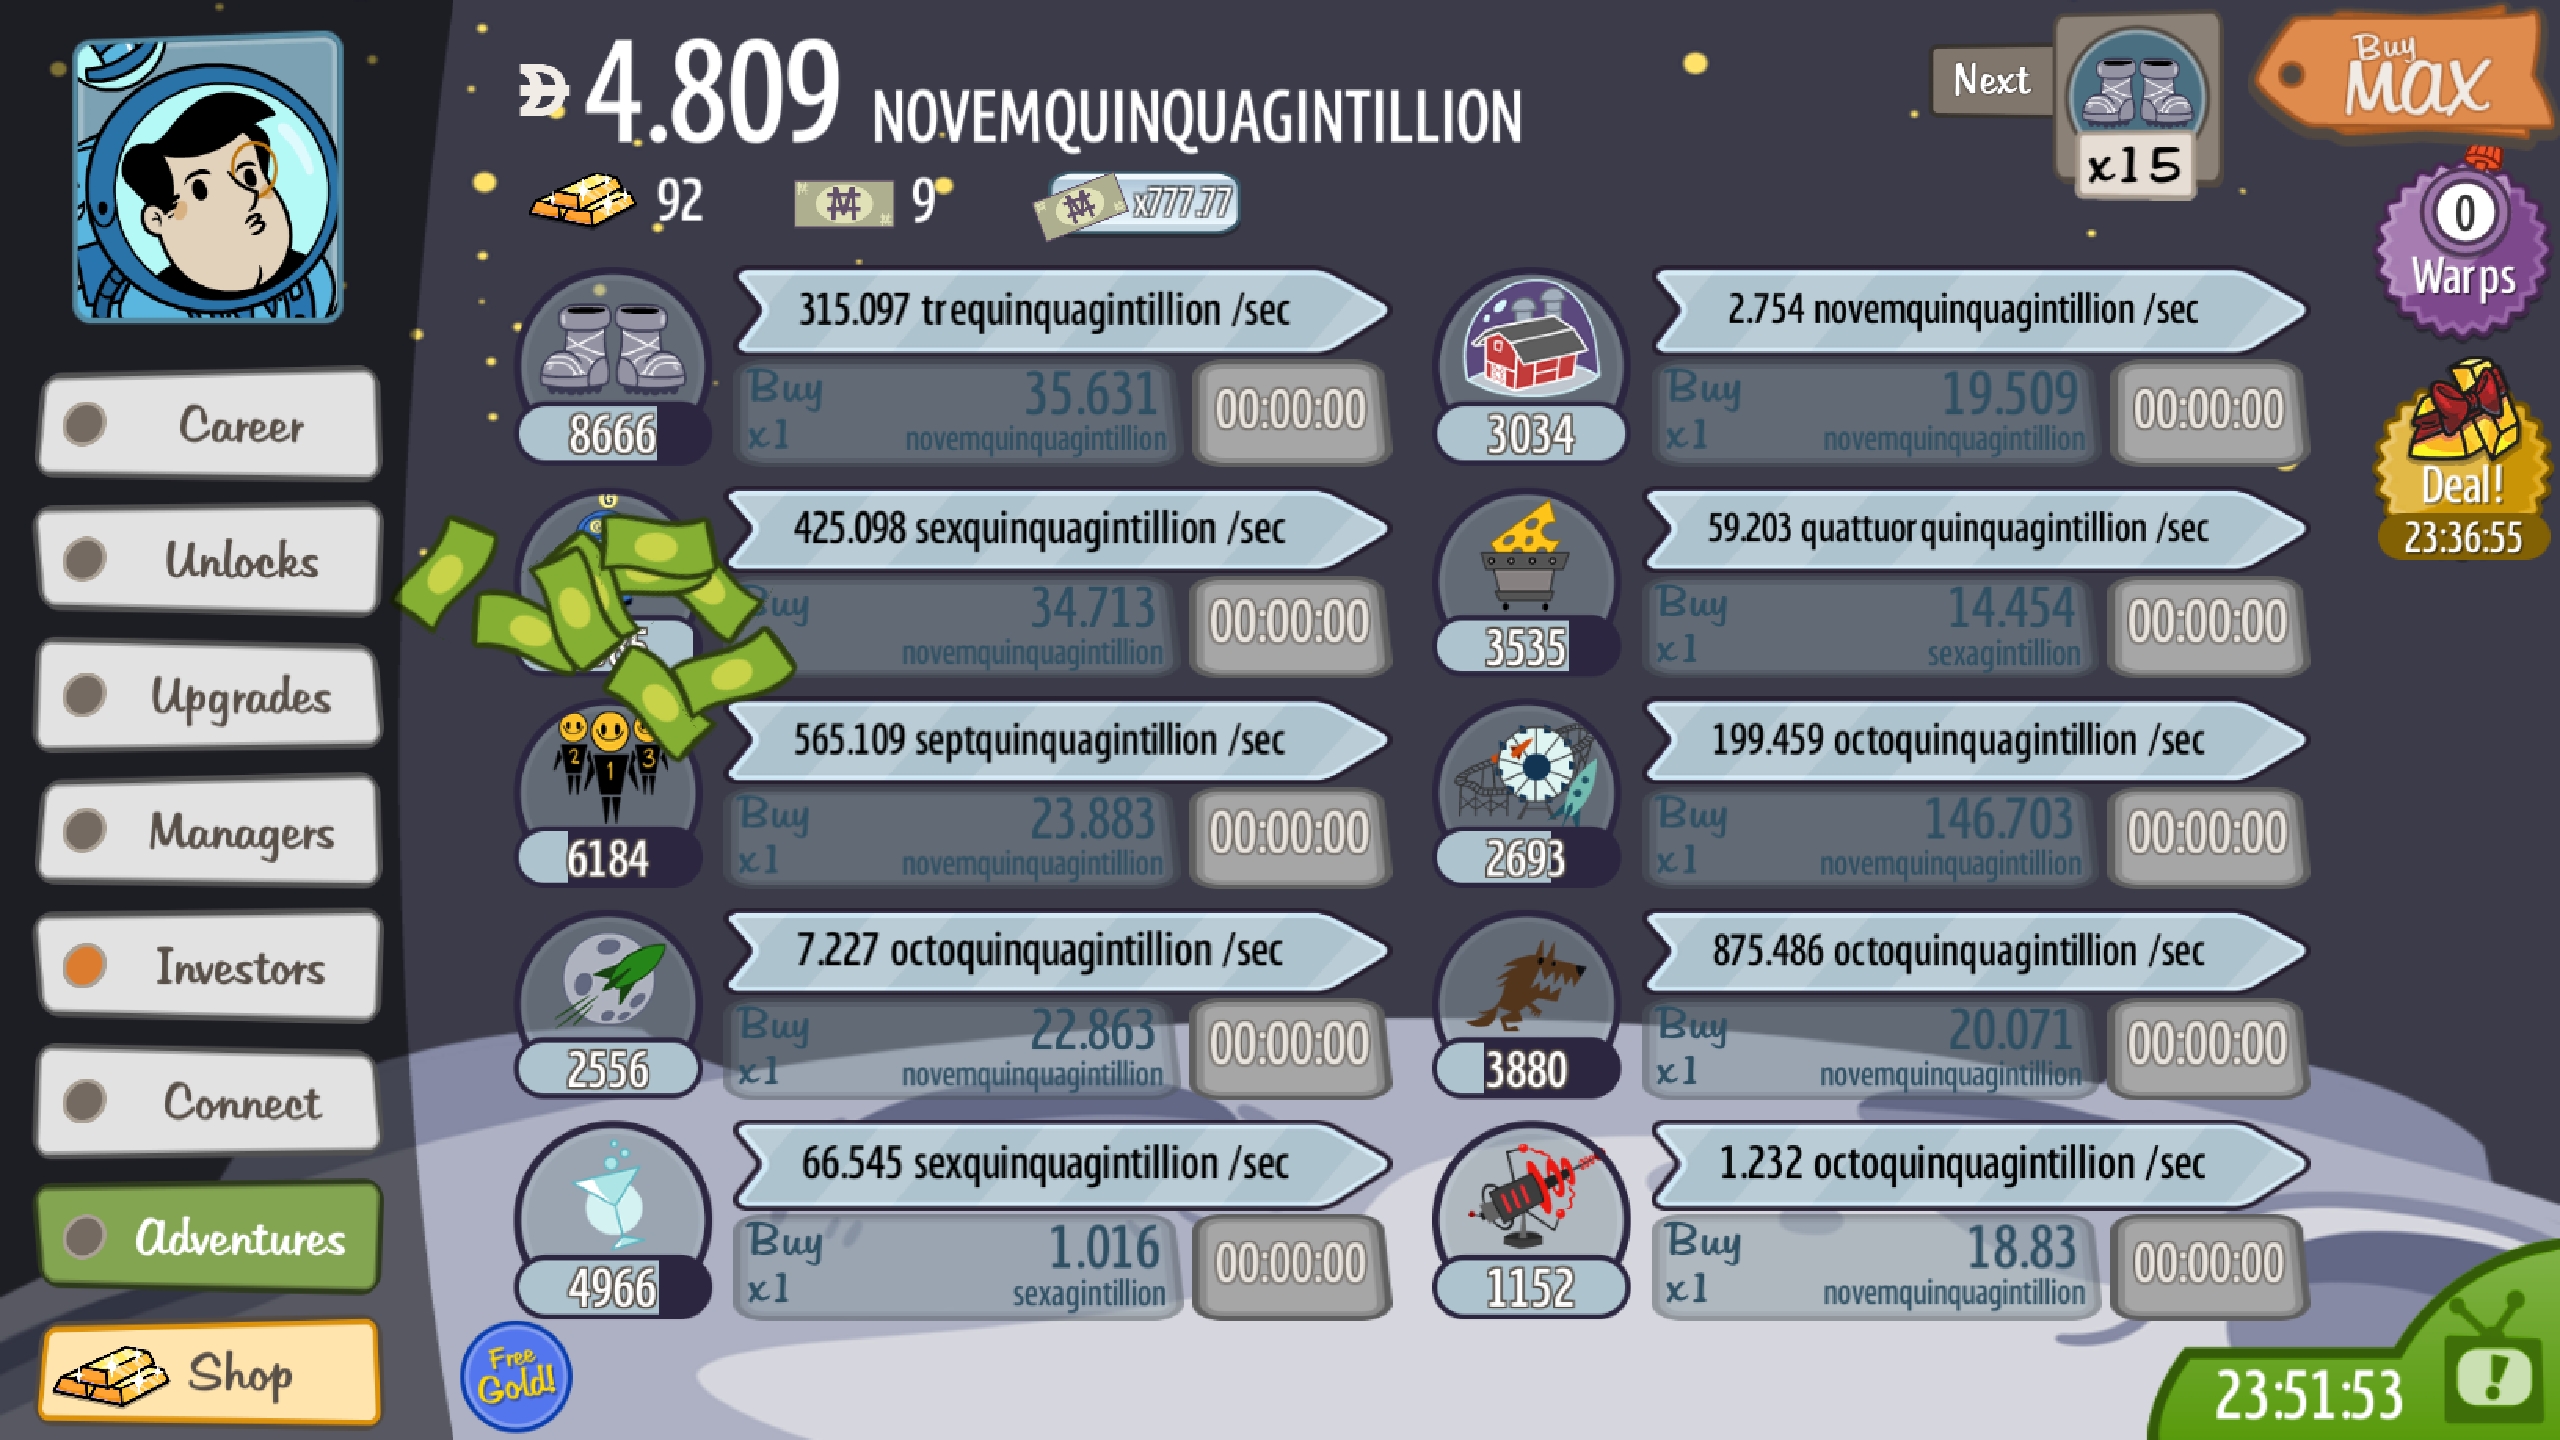 4.809 NOVEMQUINQUAGINTILLION
Next
x15
Buy
MAX
92
9
x777.77
0
Warps
Deal!
23:36:55
Career
Unlocks
Upgrades
Managers
Investors
Connect
Adventures
Shop
315.097 trequinquagintillion /sec
Buy
x1
35.631
novemquinquagintillion
00:00:00
8666
2.754 novemquinquagintillion /sec
Buy
x1
19.509
novemquinquagintillion
00:00:00
3034
G
425.098 sexquinquagintillion /sec
Buy
34.713
novemquinquagintillion
00:00:00
59.203 quattuorquinquagintillion /sec
Buy
x1
14.454
sexagintillion
00:00:00
3535
2 1 3
565.109 septquinquagintillion /sec
Buy
x1
23.883
novemquinquagintillion
00:00:00
6184
199.459 octoquinquagintillion /sec
Buy
x1
146.703
novemquinquagintillion
00:00:00
2693
7.227 octoquinquagintillion /sec
Buy
x1
22.863
novemquinquagintillion
00:00:00
2556
875.486 octoquinquagintillion /sec
Buy
x1
20.071
novemquinquagintillion
00:00:00
3880
66.545 sexquinquagintillion /sec
Buy
x1
1.016
sexagintillion
00:00:00
4966
1.232 octoquinquagintillion /sec
Buy
x1
18.83
novemquinquagintillion
00:00:00
1152
Free
Gold!
23:51:53
!